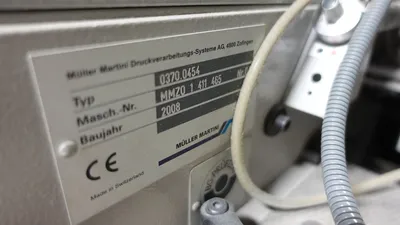 Müller Martini Druckverarbeitungs-Systeme AG, 4800 Zofingen
Typ 0370.0454
Masch.-Nr. MMZO 1 411 465
Baujahr 2008
MÜLLER MARTINI
CE
Made in Switzerland